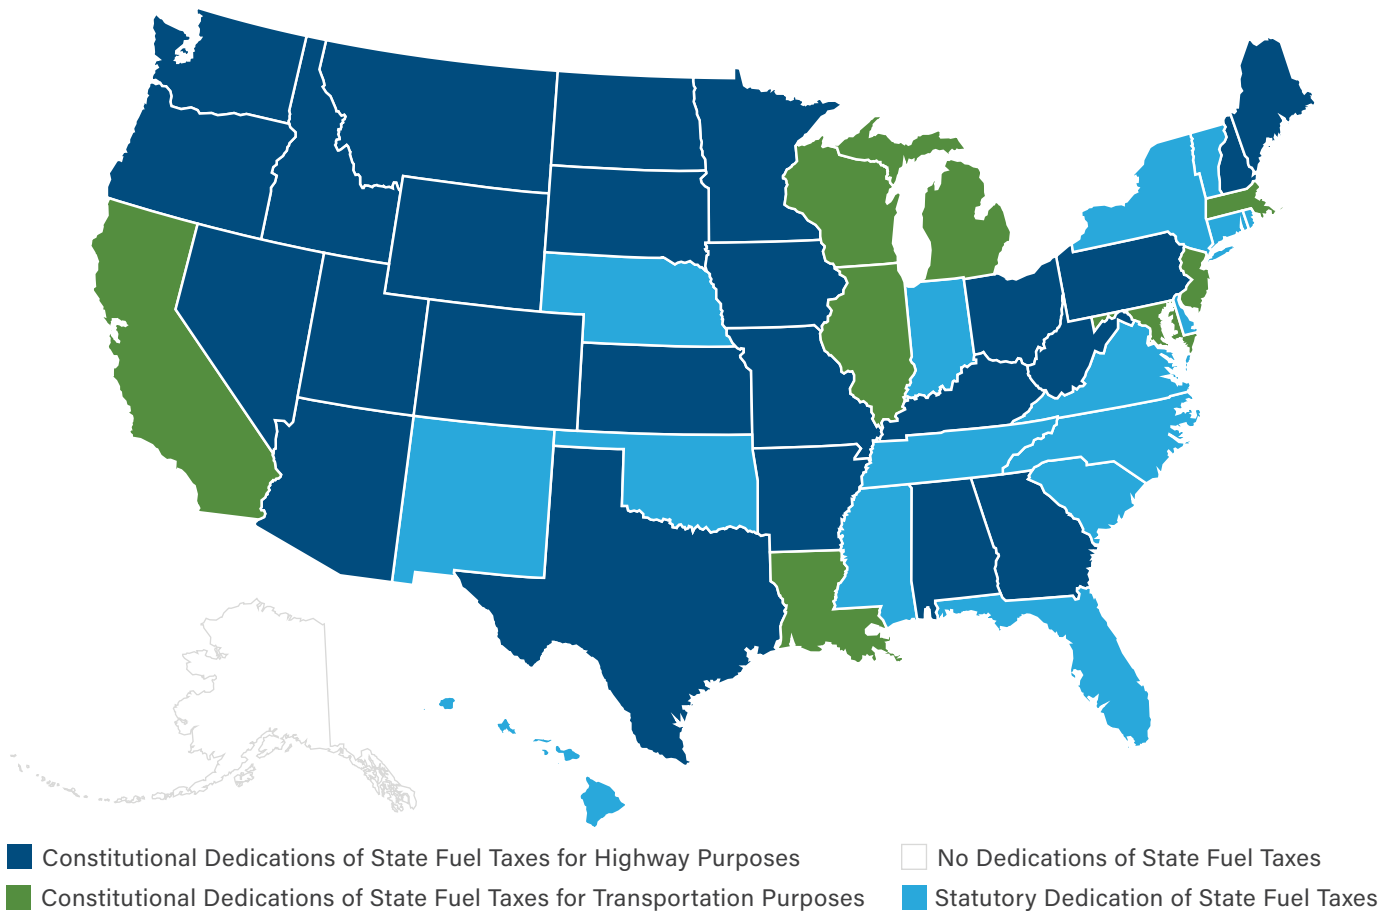 Constitutional Dedications of State Fuel Taxes for Highway Purposes
No Dedications of State Fuel Taxes
Constitutional Dedications of State Fuel Taxes for Transportation Purposes
Statutory Dedication of State Fuel Taxes